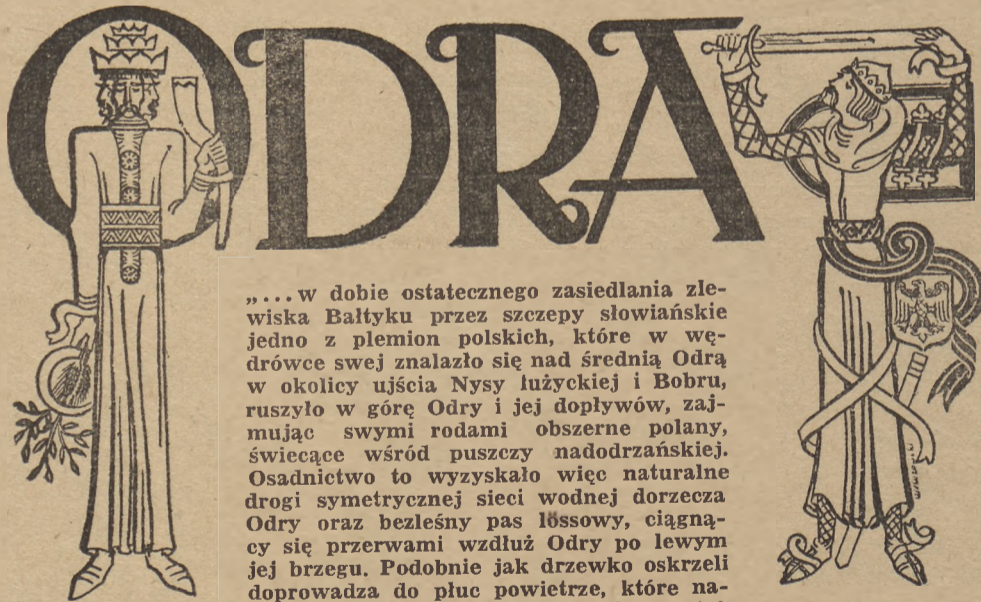 ODRA
„...w dobie ostatecznego zasiedlania zle-
wiska Bałtyku przez szczepy słowiańskie
jedno z plemion polskich, które w wę-
drówce swej znalazło się nad średnią Odrą
w okolicy ujścia Nysy łużyckiej i Bobru,
ruszyło w górę Odry i jej dopływów, zaj-
mując swymi rodami obszerne polany,
świecące wśród puszczy nadodrzańskiej.
Osadnictwo to wyzyskało więc naturalne
drogi symetrycznej sieci wodnej dorzecza
Odry oraz bezleśny pas lössowy, ciągną-
cy się przerwami wzdłuż Odry po lewym
jej brzegu. Podobnie jak drzewko oskrzeli
doprowadza do płuc powietrze, które na-